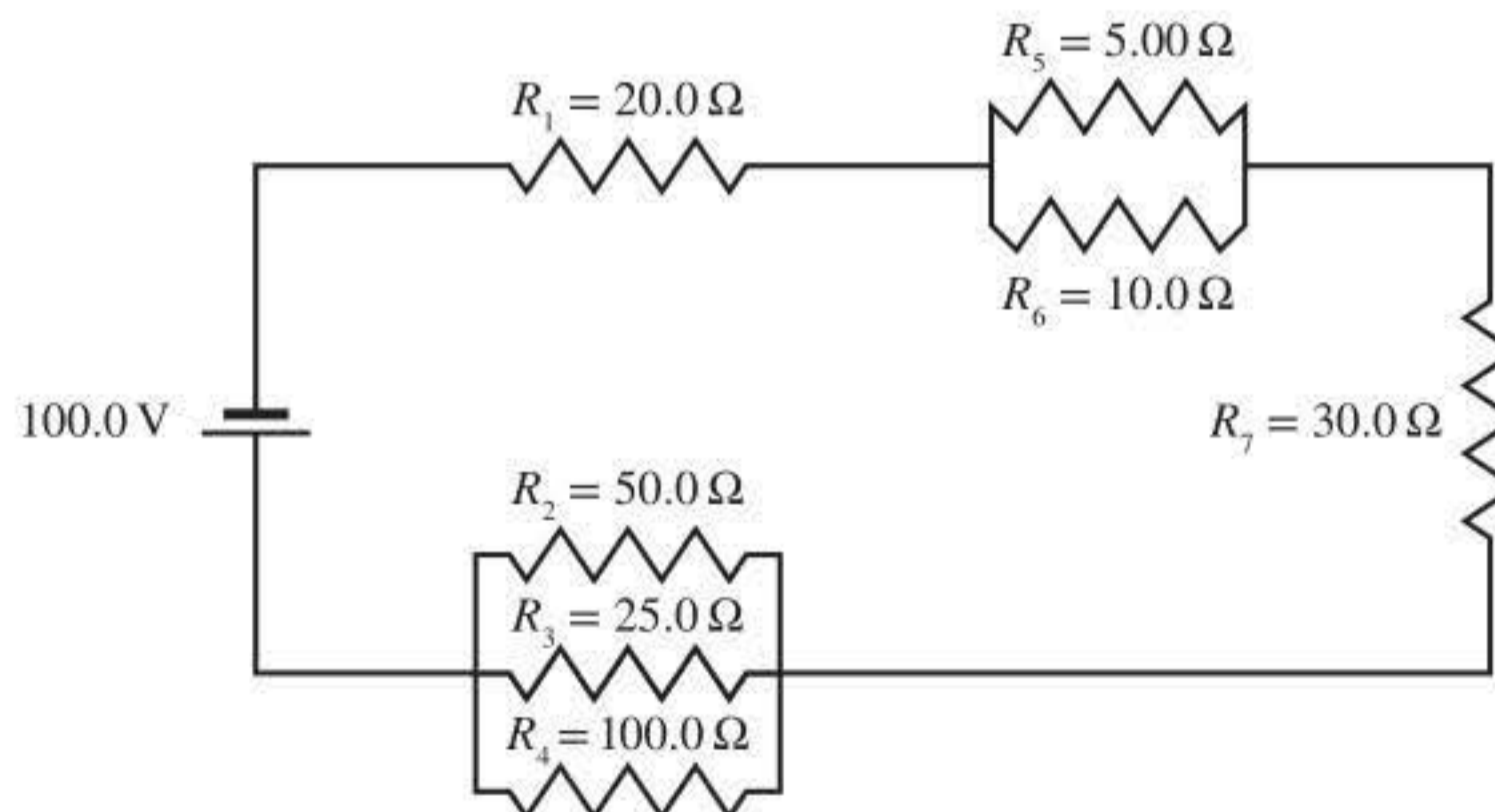 R₅ = 5.00 Ω
R₁ = 20.0 Ω
R₆ = 10.0 Ω
100.0 V
R₇ = 30.0 Ω
R₂ = 50.0 Ω
R₃ = 25.0 Ω
R₄ = 100.0 Ω